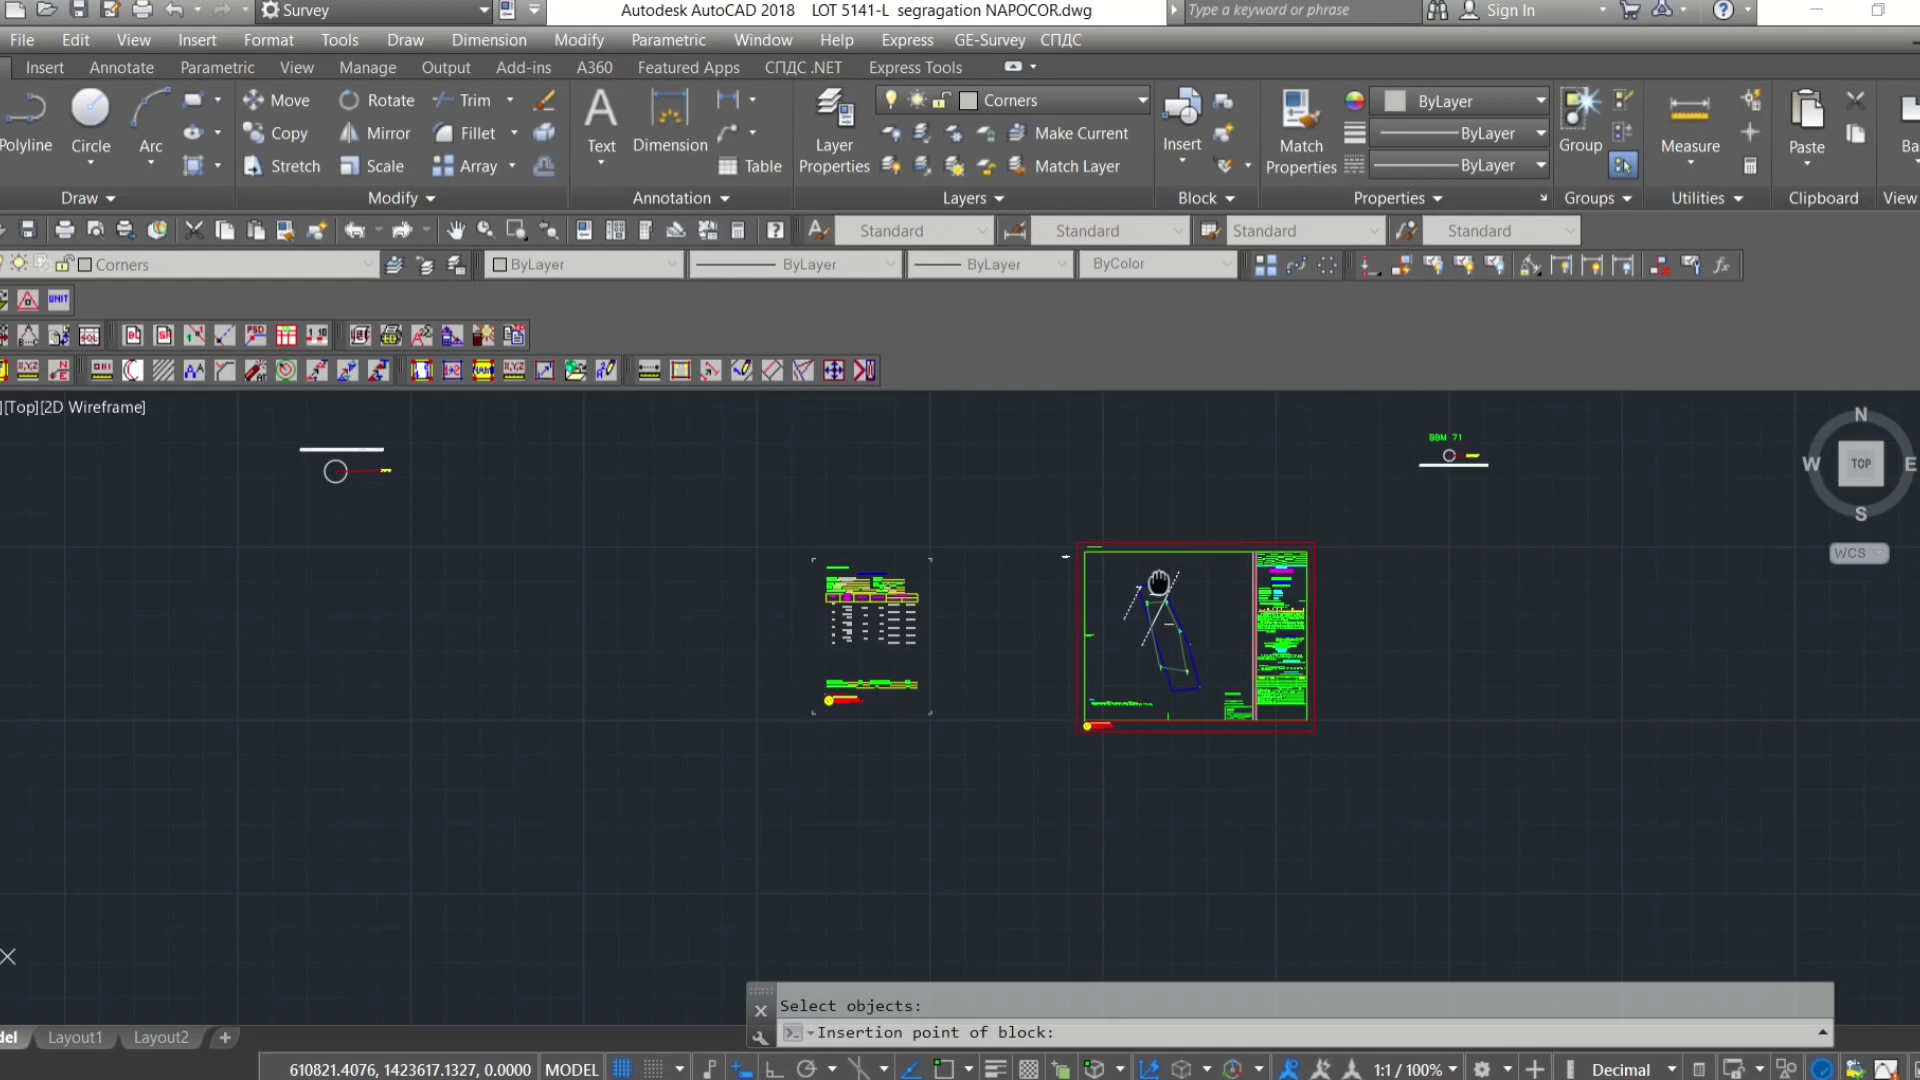 Survey
Autodesk AutoCAD 2018 LOT 5141-L segragation NAPOCOR.dwg
Type a keyword or phrase
Sign In
File Edit View Insert Format Tools Draw Dimension Modify Parametric Window Help Express GE-Survey СПДС
Insert Annotate Parametric View Manage Output Add-ins A360 Featured Apps СПДС .NET Express Tools
Move Rotate Trim
Corners
ByLayer
Copy Mirror Fillet
Make Current
ByLayer
Polyline Circle Arc
Text Dimension
Layer Properties
Insert
Match Properties
Group Measure Paste
Stretch Scale Array
Table
Match Layer
ByLayer
Draw Modify Annotation Layers Block Properties Groups Utilities Clipboard View
Standard Standard Standard Standard
Corners ByLayer ByLayer ByLayer ByColor
UNIT
[Top][2D Wireframe]
BBM 71
N
W TOP E
S
WCS
Select objects:
Insertion point of block:
Layout1 Layout2
610821.4076, 1423617.1327, 0.0000 MODEL
1:1 / 100%
Decimal